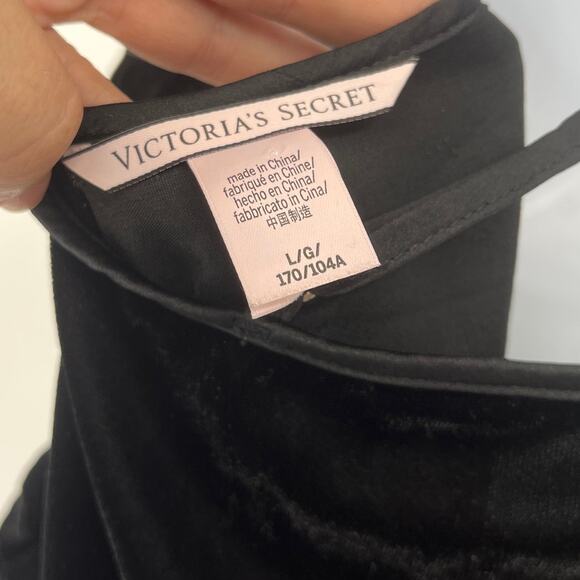 VICTORIA'S SECRET
made in China/
fabriqué en Chine/
hecho en China/
fabbricato in Cina/
中国制造
L/G/
170/104A